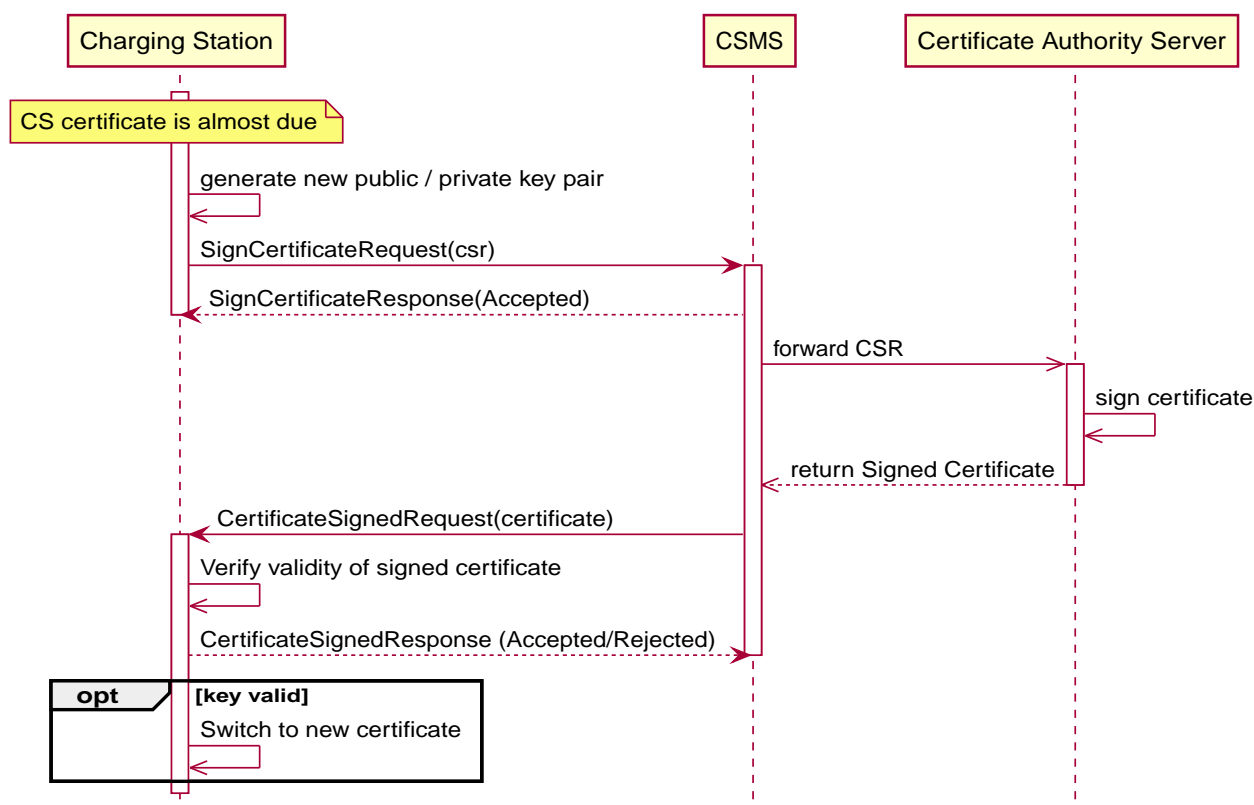 Charging Station
CSMS
Certificate Authority Server
CS certificate is almost due
generate new public / private key pair
SignCertificateRequest(csr)
SignCertificateResponse(Accepted)
forward CSR
sign certificate
return Signed Certificate
CertificateSignedRequest(certificate)
Verify validity of signed certificate
CertificateSignedResponse (Accepted/Rejected)
opt
[key valid]
Switch to new certificate